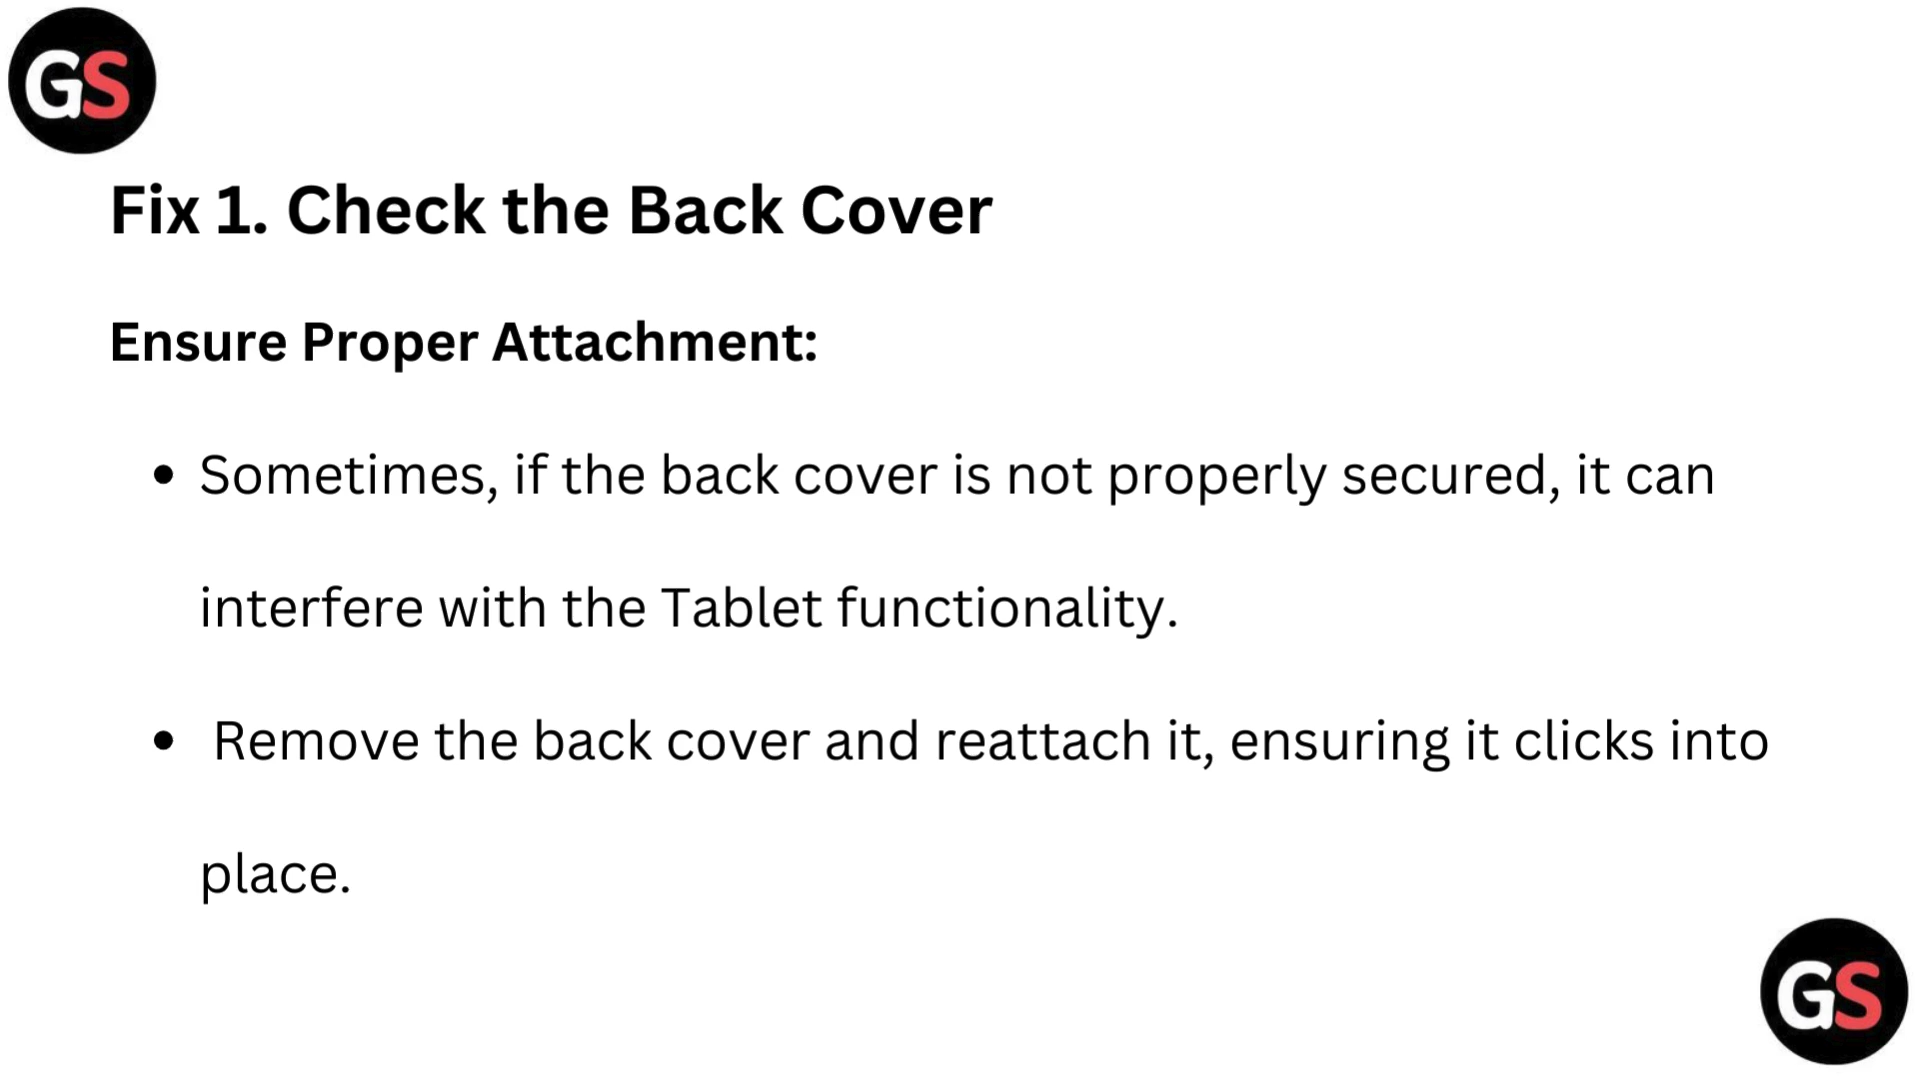 GS
Fix 1. Check the Back Cover
Ensure Proper Attachment:
• Sometimes, if the back cover is not properly secured, it can
interfere with the Tablet functionality.
• Remove the back cover and reattach it, ensuring it clicks into
place.
GS